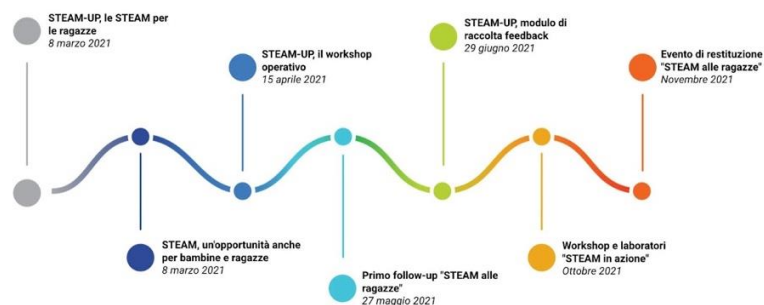 STEAM-UP, le STEAM per
le ragazze
8 marzo 2021
STEAM, un'opportunità anche
per bambine e ragazze
8 marzo 2021
STEAM-UP, il workshop
operativo
15 aprile 2021
Primo follow-up "STEAM alle
ragazze"
27 maggio 2021
STEAM-UP, modulo di
raccolta feedback
29 giugno 2021
Workshop e laboratori
"STEAM in azione"
Ottobre 2021
Evento di restituzione
"STEAM alle ragazze"
Novembre 2021